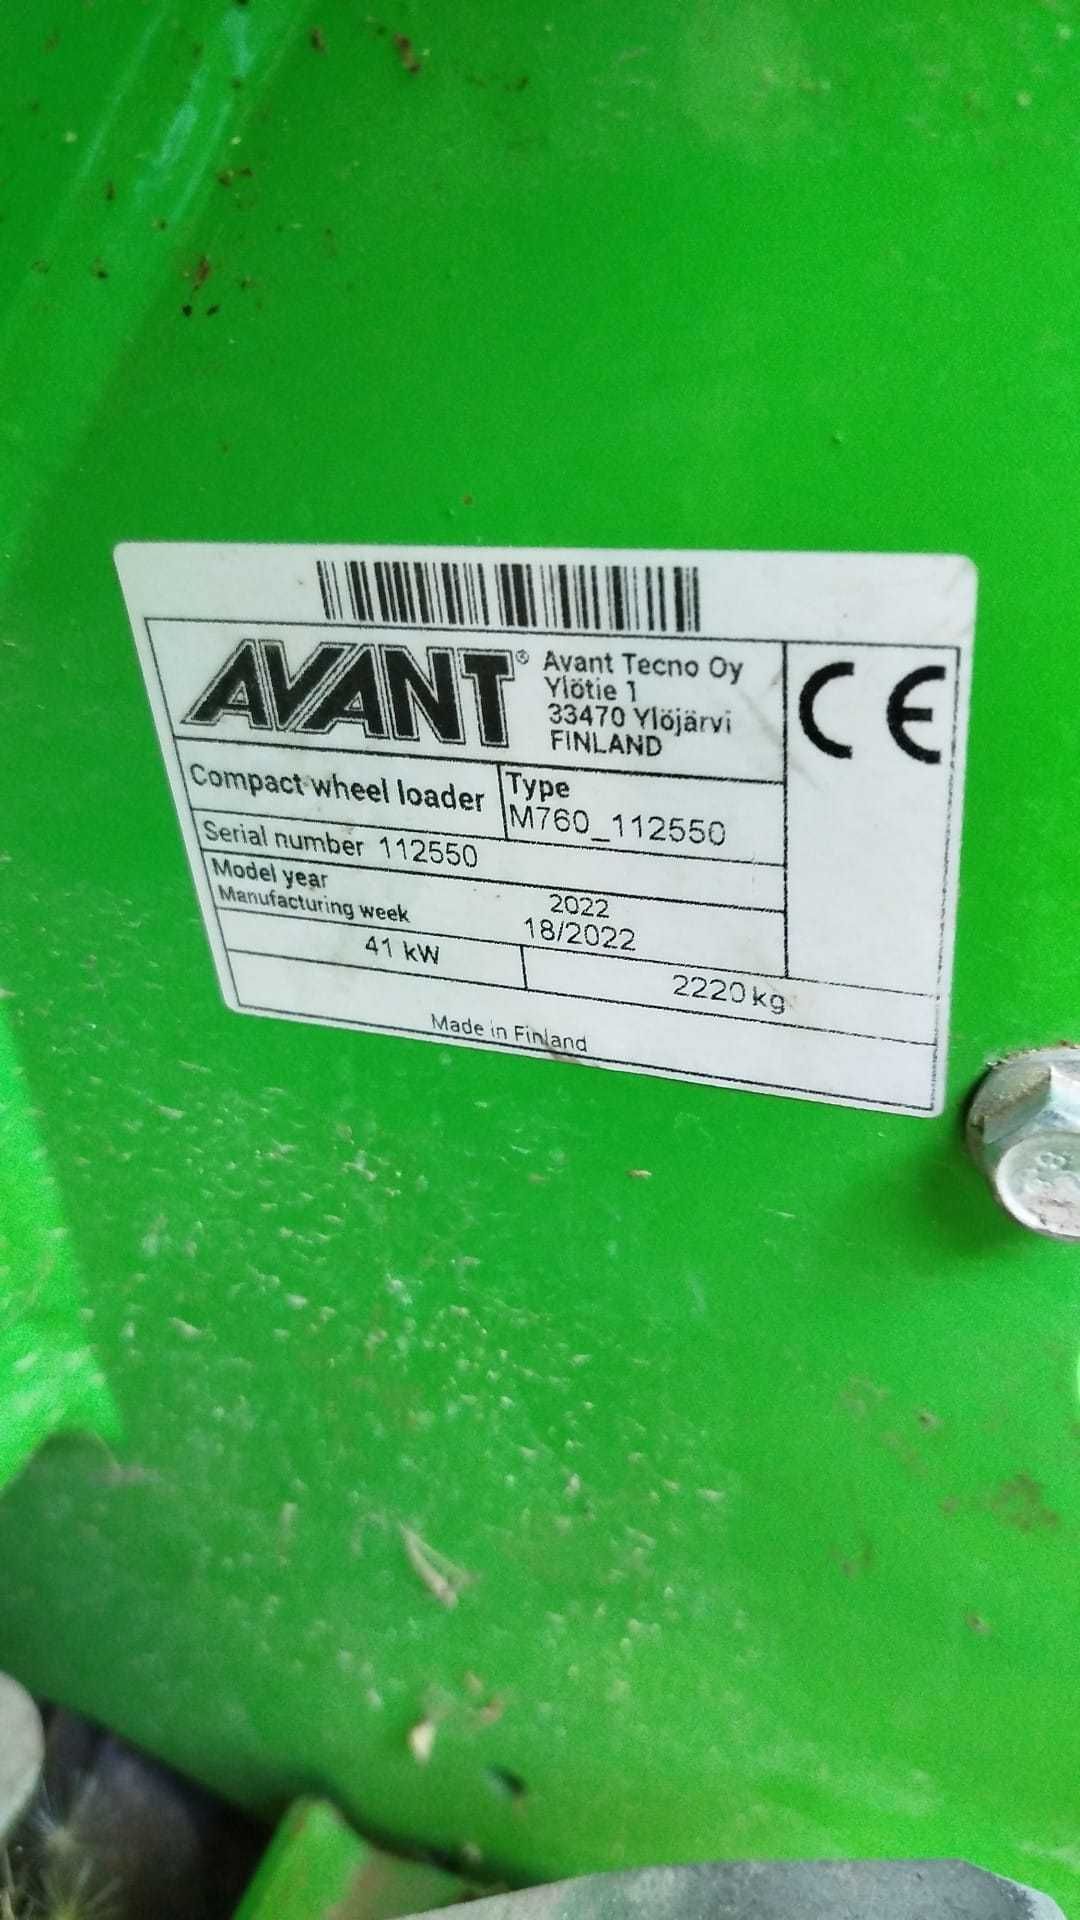 AVANT®
Avant Tecno Oy
Ylötie 1
33470 Ylöjärvi
FINLAND
CE
Compact wheel loader
Type
M760_112550
Serial number 112550
Model year 2022
Manufacturing week 18/2022
41 kW 2220 kg
Made in Finland
8